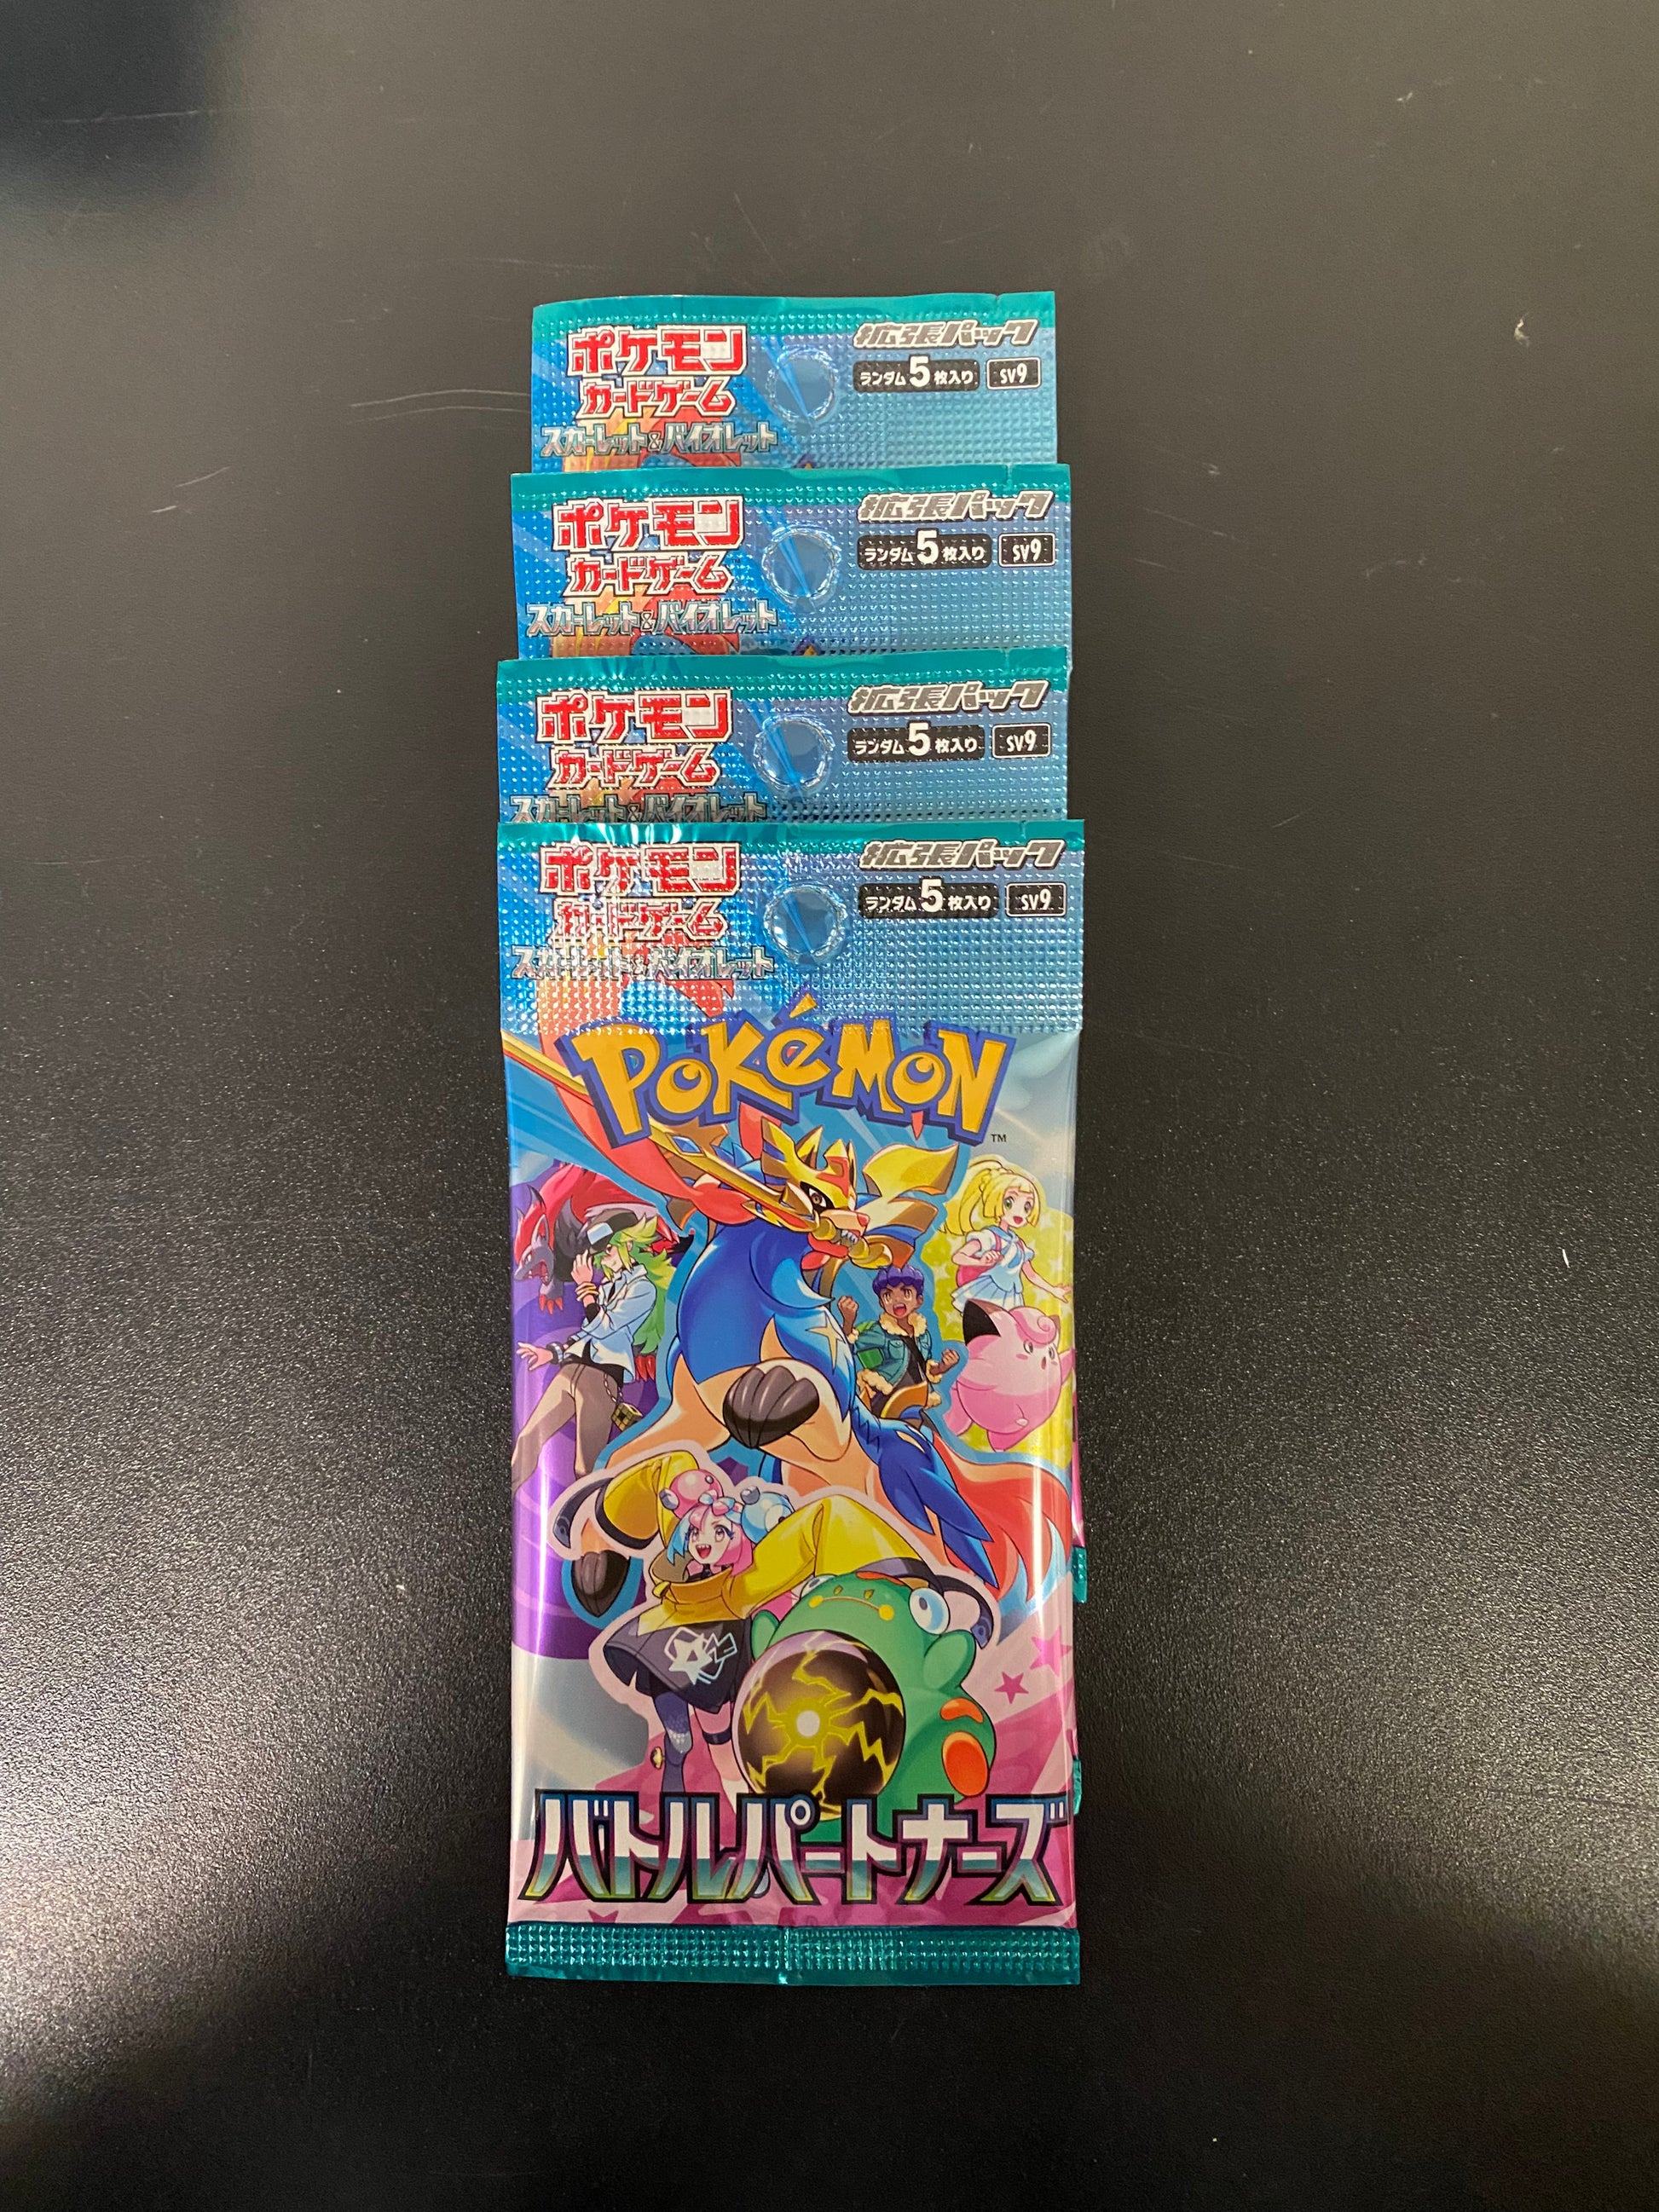 ポケモン
カードゲーム
スカーレット&バイオレット
拡張パック
ランダム5枚入り SV9
ポケモン
カードゲーム
スカーレット&バイオレット
拡張パック
ランダム5枚入り SV9
ポケモン
カードゲーム
スカーレット&バイオレット
拡張パック
ランダム5枚入り SV9
ポケモン
カードゲーム
スカーレット&バイオレット
拡張パック
ランダム5枚入り SV9
POKéMON
TM
バトルパートナーズ